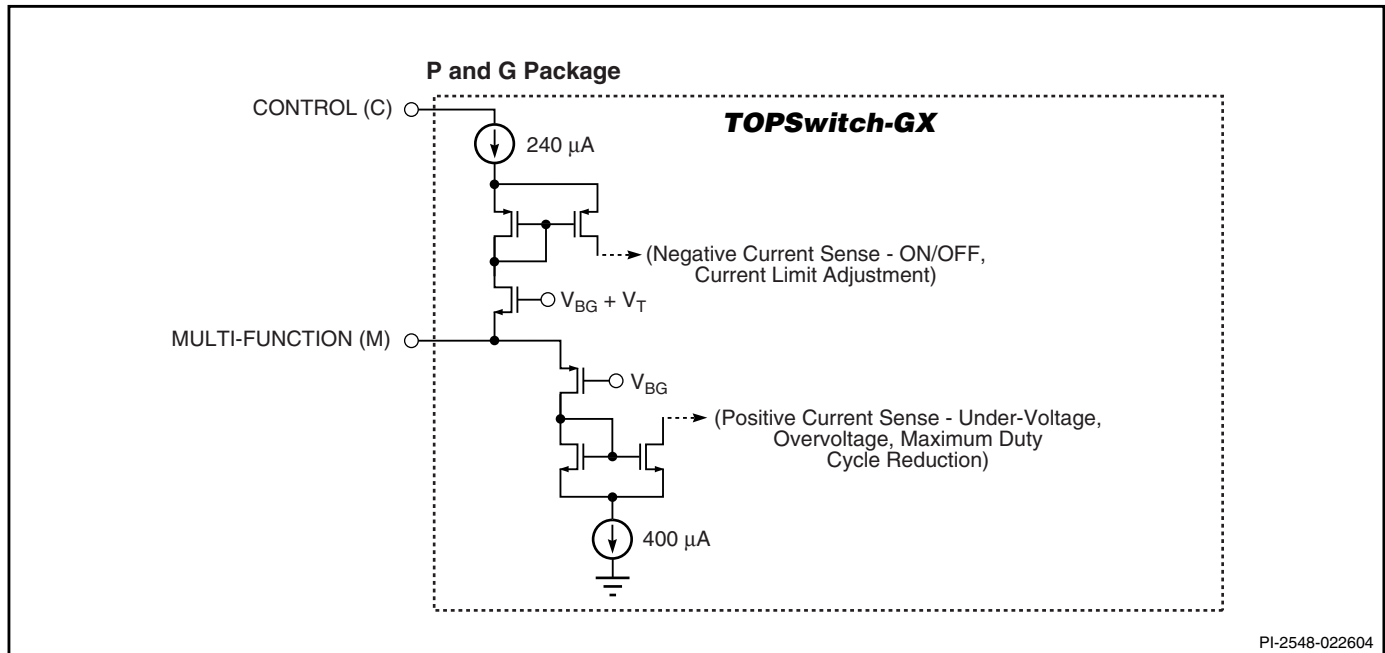 P and G Package
CONTROL (C)
TOPSwitch-GX
240 μA
(Negative Current Sense - ON/OFF,
Current Limit Adjustment)
V_BG + V_T
MULTI-FUNCTION (M)
V_BG
(Positive Current Sense - Under-Voltage,
Overvoltage, Maximum Duty
Cycle Reduction)
400 μA
PI-2548-022604